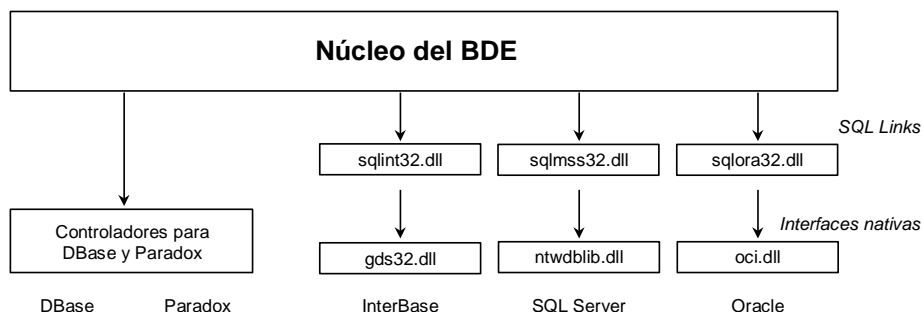 Núcleo del BDE
SQL Links
sqlint32.dll
sqlmss32.dll
sqlora32.dll
Controladores para
DBase y Paradox
Interfaces nativas
gds32.dll
ntwdblib.dll
oci.dll
DBase
Paradox
InterBase
SQL Server
Oracle